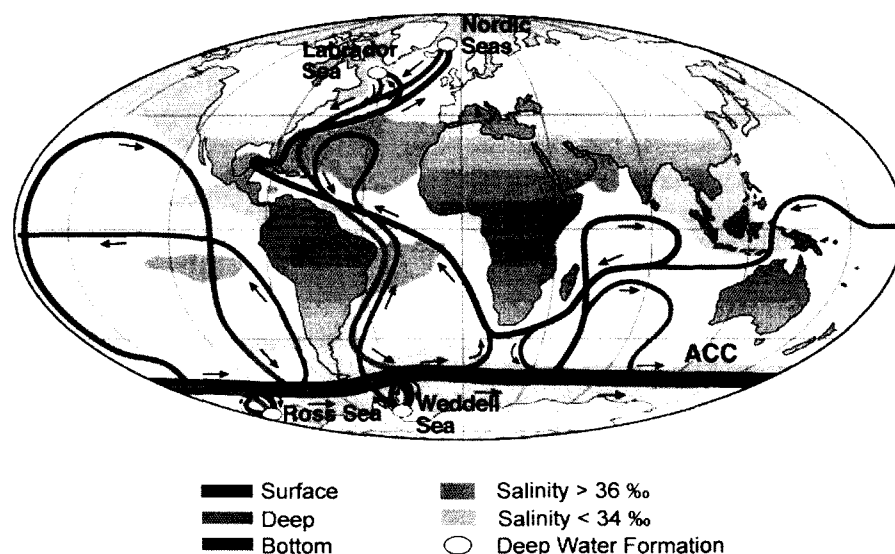 Nordic
Seas
Labrador
Sea
ACC
Ross Sea
Weddell
Sea
Surface
Deep
Bottom
Salinity > 36 ‰
Salinity < 34 ‰
Deep Water Formation